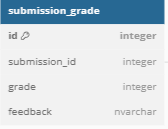 submission_grade
id integer
submission_id integer
grade integer
feedback nvarchar